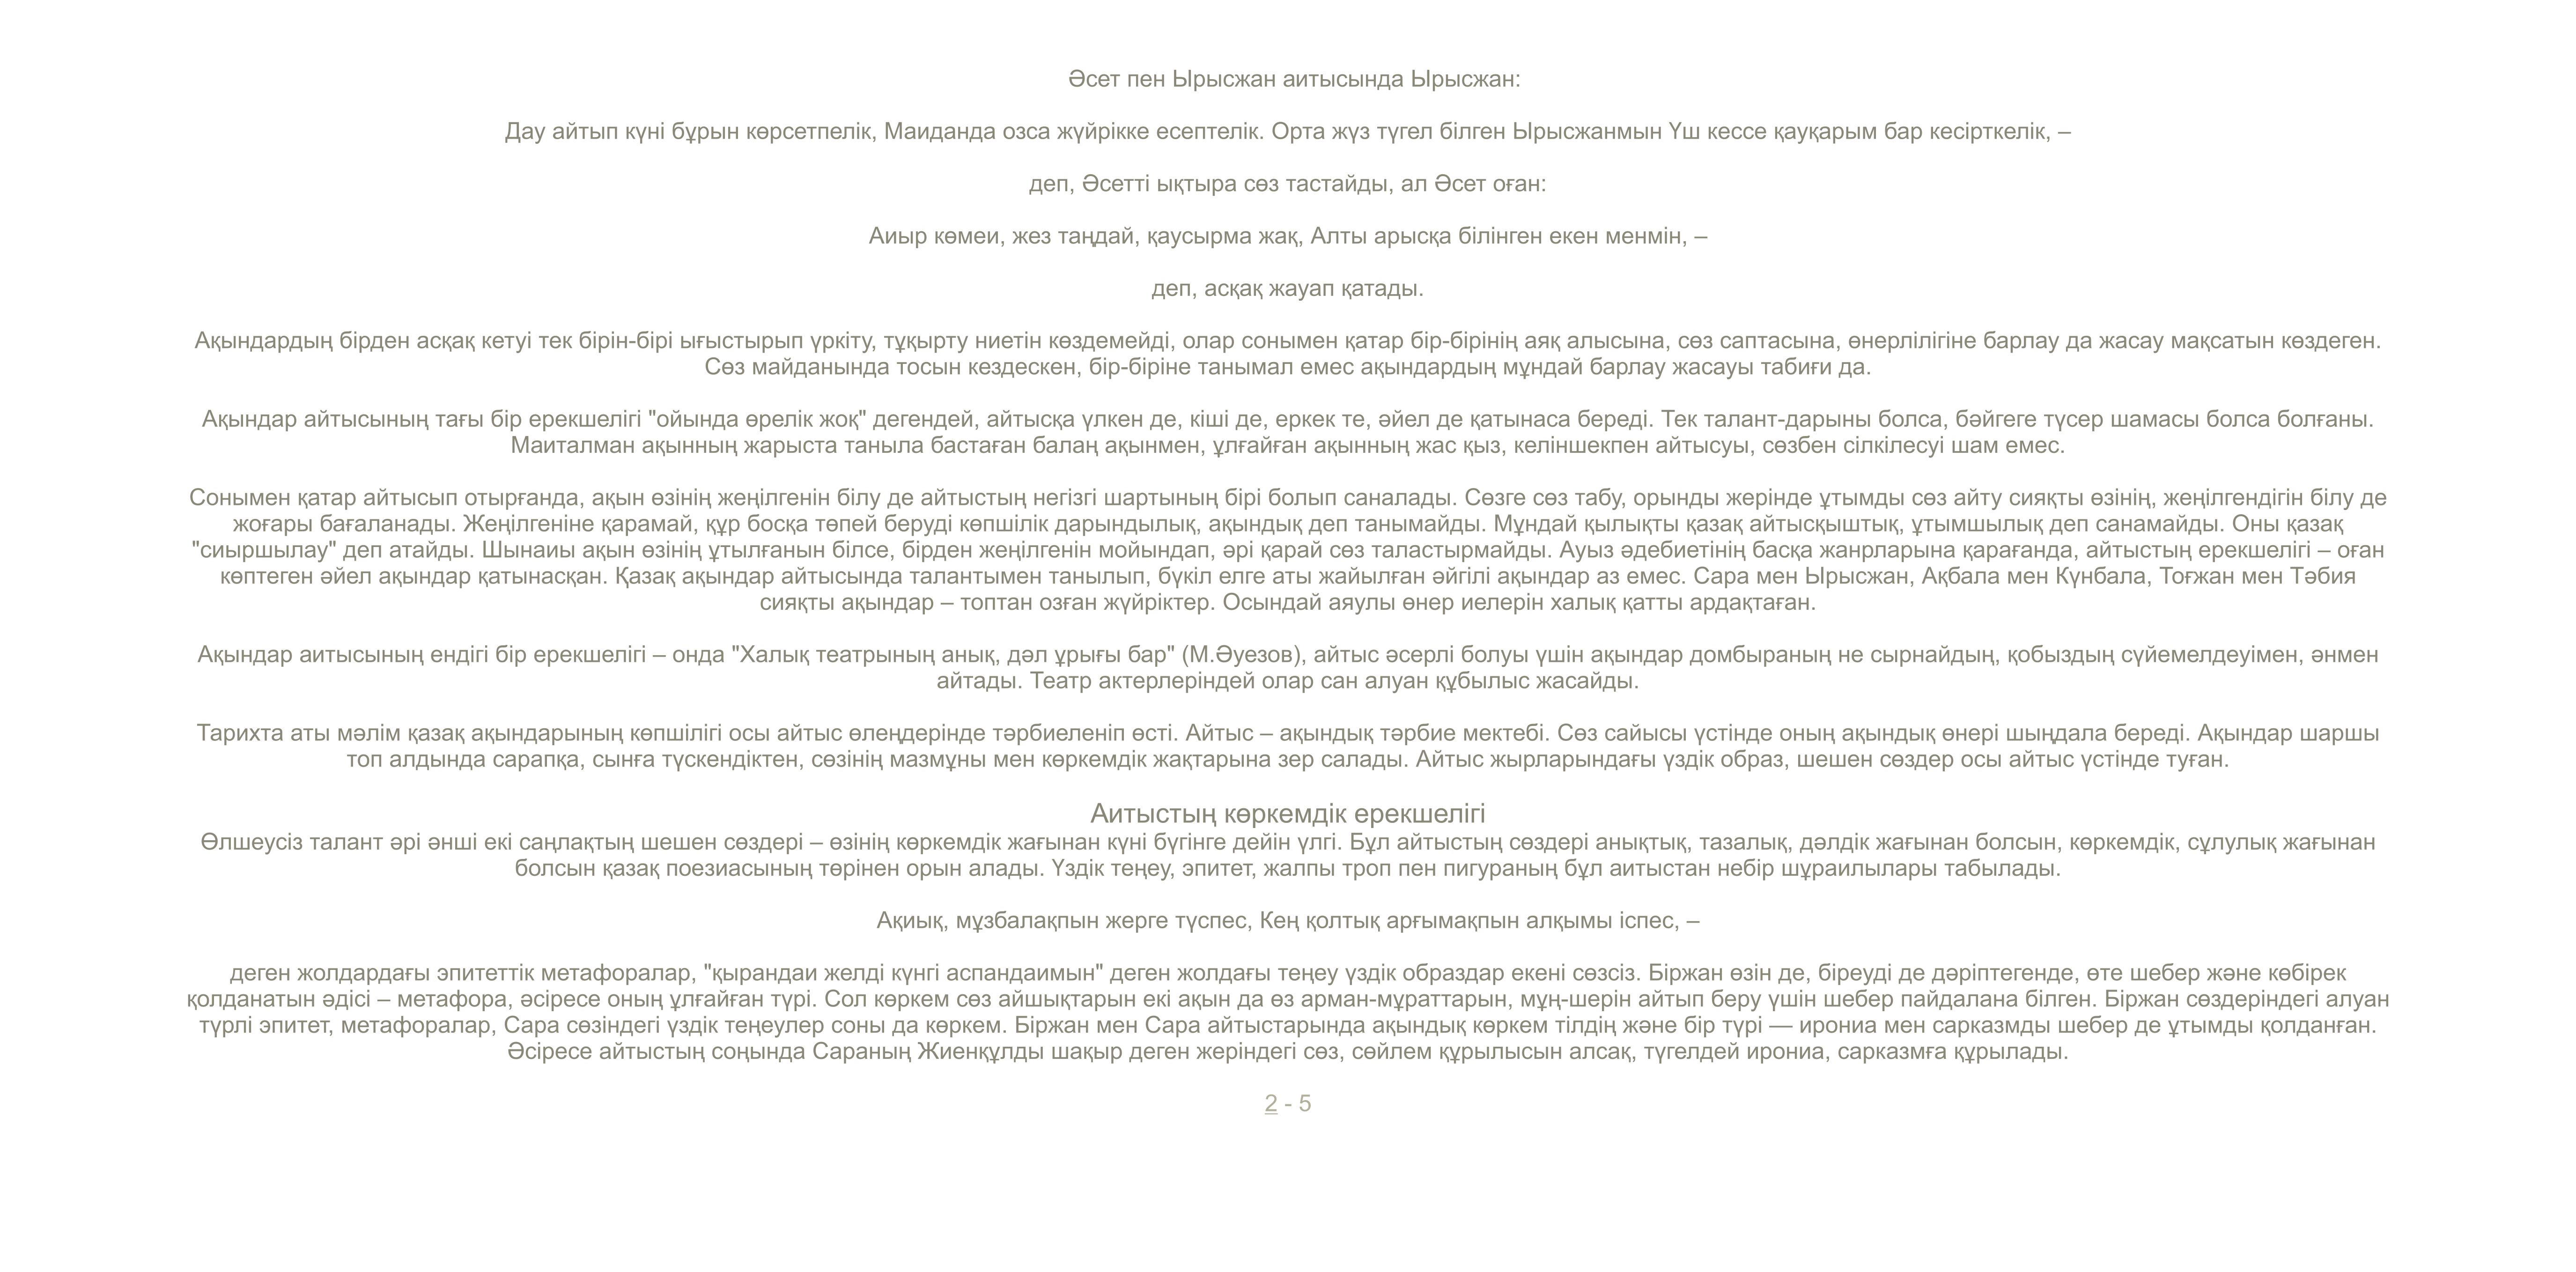 Әсет пен Ырысжан аитысында Ырысжан:
Дау айтып күні бұрын көрсетпелік, Маиданда озса жүйрікке есептелік. Орта жүз түгел білген Ырысжанмын Үш кессе қауқарым бар кесірткелік, –
деп, Әсетті ықтыра сөз тастайды, ал Әсет оған:
Аиыр көмеи, жез таңдай, қаусырма жақ, Алты арысқа білінген екен менмін, –
деп, асқақ жауап қатады.
Ақындардың бірден асқақ кетуі тек бірін-бірі ығыстырып үркіту, тұқырту ниетін көздемейді, олар сонымен қатар бір-бірінің аяқ алысына, сөз саптасына, өнерлілігіне барлау да жасау мақсатын көздеген.
Сөз майданында тосын кездескен, бір-біріне танымал емес ақындардың мұндай барлау жасауы табиғи да.
Ақындар айтысының тағы бір ерекшелігі "ойында өрелік жоқ" дегендей, айтысқа үлкен де, кіші де, еркек те, әйел де қатынаса береді. Тек талант-дарыны болса, бәйгеге түсер шамасы болса болғаны.
Маиталман ақынның жарыста таныла бастаған балаң ақынмен, ұлғайған ақынның жас қыз, келіншекпен айтысуы, сөзбен сілкілесуі шам емес.
Сонымен қатар айтысып отырғанда, ақын өзінің жеңілгенін білу де айтыстың негізгі шартының бірі болып саналады. Сөзге сөз табу, орынды жерінде ұтымды сөз айту сияқты өзінің, жеңілгендігін білу де
жоғары бағаланады. Жеңілгеніне қарамай, құр босқа төпей беруді көпшілік дарындылық, ақындық деп танымайды. Мұндай қылықты қазақ айтысқыштық, ұтымшылық деп санамайды. Оны қазақ
"сиыршылау" деп атайды. Шынаиы ақын өзінің ұтылғанын білсе, бірден жеңілгенін мойындап, әрі қарай сөз таластырмайды. Ауыз әдебиетінің басқа жанрларына қарағанда, айтыстың ерекшелігі – оған
көптеген әйел ақындар қатынасқан. Қазақ ақындар айтысында талантымен танылып, бүкіл елге аты жайылған әйгілі ақындар аз емес. Сара мен Ырысжан, Ақбала мен Күнбала, Тоғжан мен Тәбия
сияқты ақындар – топтан озған жүйріктер. Осындай аяулы өнер иелерін халық қатты ардақтаған.
Ақындар аитысының ендігі бір ерекшелігі – онда "Халық театрының анық, дәл ұрығы бар" (М.Әуезов), айтыс әсерлі болуы үшін ақындар домбыраның не сырнайдың, қобыздың сүйемелдеуімен, әнмен
айтады. Театр актерлеріндей олар сан алуан құбылыс жасайды.
Тарихта аты мәлім қазақ ақындарының көпшілігі осы айтыс өлеңдерінде тәрбиеленіп өсті. Айтыс – ақындық тәрбие мектебі. Сөз сайысы үстінде оның ақындық өнері шыңдала береді. Ақындар шаршы
топ алдында сарапқа, сынға түскендіктен, сөзінің мазмұны мен көркемдік жақтарына зер салады. Айтыс жырларындағы үздік образ, шешен сөздер осы айтыс үстінде туған.
Аитыстың көркемдік ерекшелігі
Өлшеусіз талант әрі әнші екі саңлақтың шешен сөздері – өзінің көркемдік жағынан күні бүгінге дейін үлгі. Бұл айтыстың сөздері анықтық, тазалық, дәлдік жағынан болсын, көркемдік, сұлулық жағынан
болсын қазақ поезиасының төрінен орын алады. Үздік теңеу, эпитет, жалпы троп пен пигураның бұл аитыстан небір шұраилылары табылады.
Ақиық, мұзбалақпын жерге түспес, Кең қолтық арғымақпын алқымы іспес, –
деген жолдардағы эпитеттік метафоралар, "қырандаи желді күнгі аспандаимын" деген жолдағы теңеу үздік образдар екені сөзсіз. Біржан өзін де, біреуді де дәріптегенде, өте шебер және көбірек
қолданатын әдісі – метафора, әсіресе оның ұлғайған түрі. Сол көркем сөз айшықтарын екі ақын да өз арман-мұраттарын, мұң-шерін айтып беру үшін шебер пайдалана білген. Біржан сөздеріндегі алуан
түрлі эпитет, метафоралар, Сара сөзіндегі үздік теңеулер соны да көркем. Біржан мен Сара айтыстарында ақындық көркем тілдің және бір түрі — ирониа мен сарказмды шебер де ұтымды қолданған.
Әсіресе айтыстың соңында Сараның Жиенқұлды шақыр деген жеріндегі сөз, сөйлем құрылысын алсақ, түгелдей ирониа, сарказмға құрылады.
2 - 5